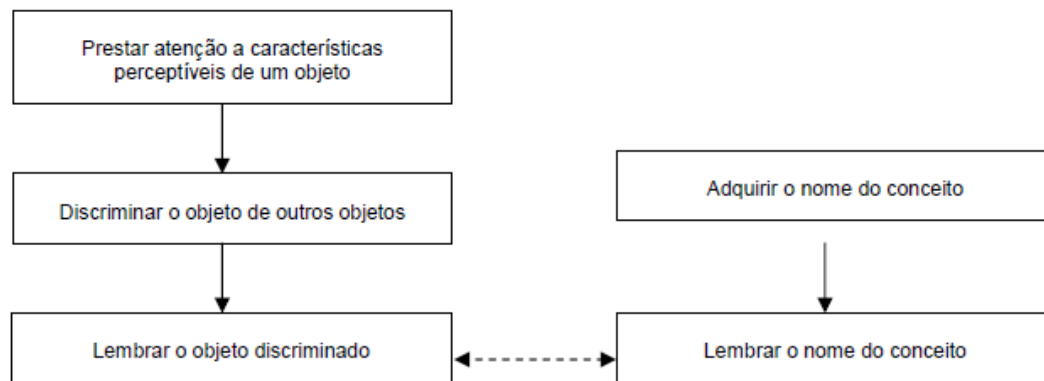 Prestar atenção a características
perceptíveis de um objeto
Discriminar o objeto de outros objetos
Adquirir o nome do conceito
Lembrar o objeto discriminado
Lembrar o nome do conceito